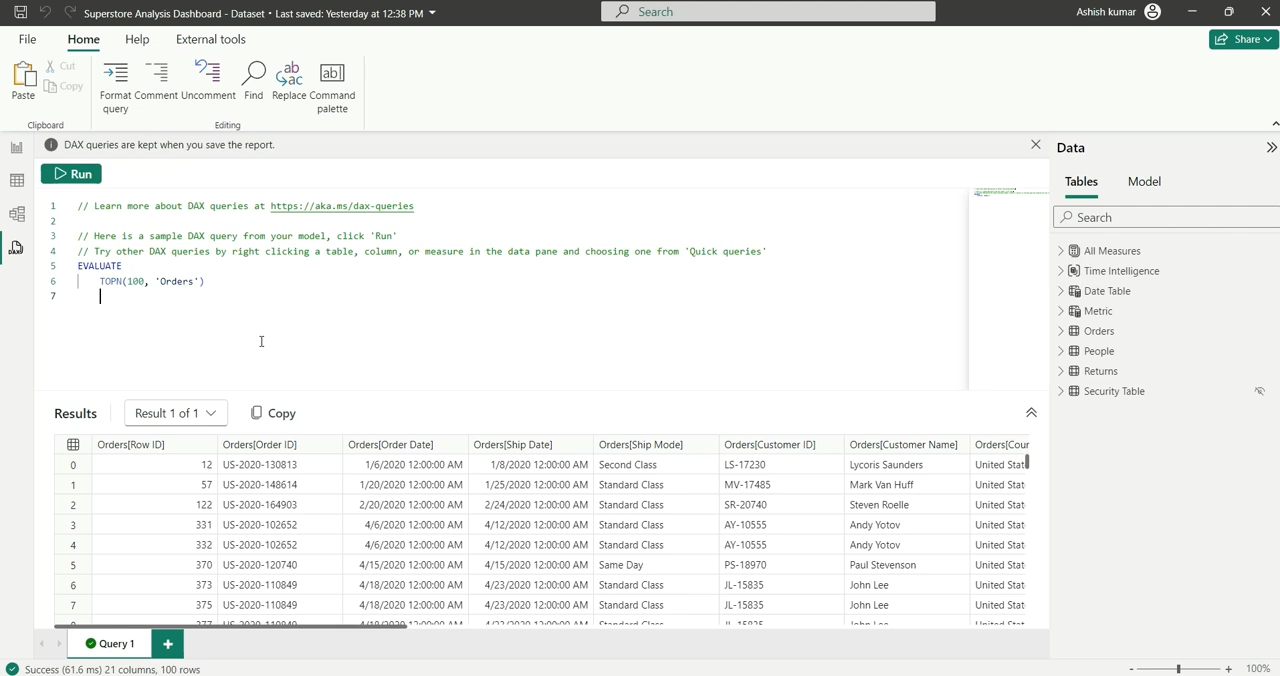 Superstore Analysis Dashboard - Dataset • Last saved: Yesterday at 12:38 PM
Search
Ashish kumar
File Home Help External tools
Share
Paste
Cut
Copy
Format query
Comment
Uncomment
Find
Replace
Command palette
Clipboard
Editing
DAX queries are kept when you save the report.
Run
1 // Learn more about DAX queries at https://aka.ms/dax-queries
2
3 // Here is a sample DAX query from your model, click 'Run'
4 // Try other DAX queries by right clicking a table, column, or measure in the data pane and choosing one from 'Quick queries'
5 EVALUATE
6 TOPN(100, 'Orders')
7
Data
Tables Model
Search
All Measures
Time Intelligence
Date Table
Metric
Orders
People
Returns
Security Table
Results Result 1 of 1 Copy
Orders[Row ID] Orders[Order ID] Orders[Order Date] Orders[Ship Date] Orders[Ship Mode] Orders[Customer ID] Orders[Customer Name] Orders[Cour
0 12 US-2020-130813 1/6/2020 12:00:00 AM 1/8/2020 12:00:00 AM Second Class LS-17230 Lycoris Saunders United Stat
1 57 US-2020-148614 1/20/2020 12:00:00 AM 1/25/2020 12:00:00 AM Standard Class MV-17485 Mark Van Huff United Stat
2 122 US-2020-164903 2/20/2020 12:00:00 AM 2/24/2020 12:00:00 AM Standard Class SR-20740 Steven Roelle United Stat
3 331 US-2020-102652 4/6/2020 12:00:00 AM 4/12/2020 12:00:00 AM Standard Class AY-10555 Andy Yotov United Stat
4 332 US-2020-102652 4/6/2020 12:00:00 AM 4/12/2020 12:00:00 AM Standard Class AY-10555 Andy Yotov United Stat
5 370 US-2020-120740 4/15/2020 12:00:00 AM 4/15/2020 12:00:00 AM Same Day PS-18970 Paul Stevenson United Stat
6 373 US-2020-110849 4/18/2020 12:00:00 AM 4/23/2020 12:00:00 AM Standard Class JL-15835 John Lee United Stat
7 375 US-2020-110849 4/18/2020 12:00:00 AM 4/23/2020 12:00:00 AM Standard Class JL-15835 John Lee United Stat
Query 1
Success (61.6 ms) 21 columns, 100 rows
- + 100%